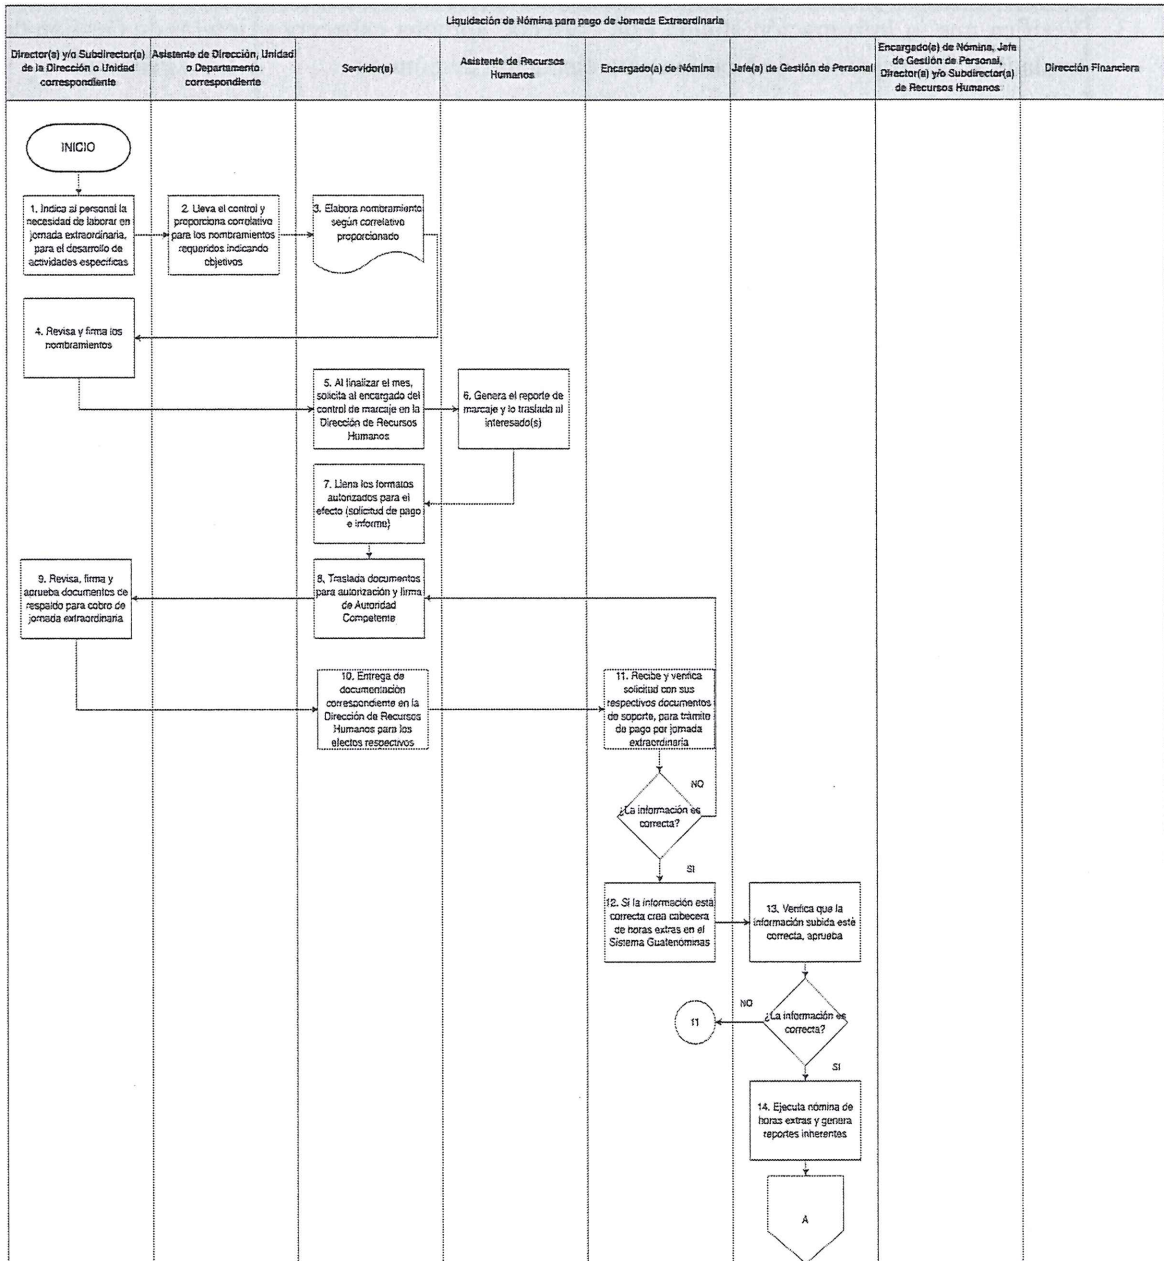 Liquidación de Nómina para pago de Jornada Extraordinaria
Director(a) y/o Subdirector(a)
de la Dirección o Unidad
correspondiente
Asistente de Dirección, Unidad
o Departamento
correspondiente
Servidor(a)
Asistente de Recursos
Humanos
Encargado(a) de Nómina
Jefe(a) de Gestión de Personal
Encargado(a) de Nómina, Jefe
de Gestión de Personal,
Director(a) y/o Subdirector(a)
de Recursos Humanos
Dirección Financiera
INICIO
1. Indica al personal la
necesidad de laborar en
jornada extraordinaria,
para el desarrollo de
actividades específicas
2. Lleva el control y
proporciona correlativo
para los nombramientos
requeridos indicando
objetivos
3. Elabora nombramiento
según correlativo
proporcionado
4. Revisa y firma los
nombramientos
5. Al finalizar el mes,
solicita al encargado del
control de marcaje en la
Dirección de Recursos
Humanos
6. Genera el reporte de
marcaje y lo traslada al
interesado(s)
7. Llena los formatos
autorizados para el
efecto (solicitud de pago
e informe)
8. Traslada documentos
para autorización y firma
de Autoridad
Competente
9. Revisa, firma y
aprueba documentos de
respaldo para cobro de
jornada extraordinaria
10. Entrega de
documentación
correspondiente en la
Dirección de Recursos
Humanos para los
efectos respectivos
11. Recibe y verifica
solicitud con sus
respectivos documentos
de soporte, para trámite
de pago por jornada
extraordinaria
NO
¿La información es
correcta?
SI
12. Si la información está
correcta crea cabecera
de horas extras en el
Sistema Guatenóminas
13. Verifica que la
información subida esté
correcta, aprueba
NO
11
¿La información es
correcta?
SI
14. Ejecuta nómina de
horas extras y genera
reportes inherentes
A